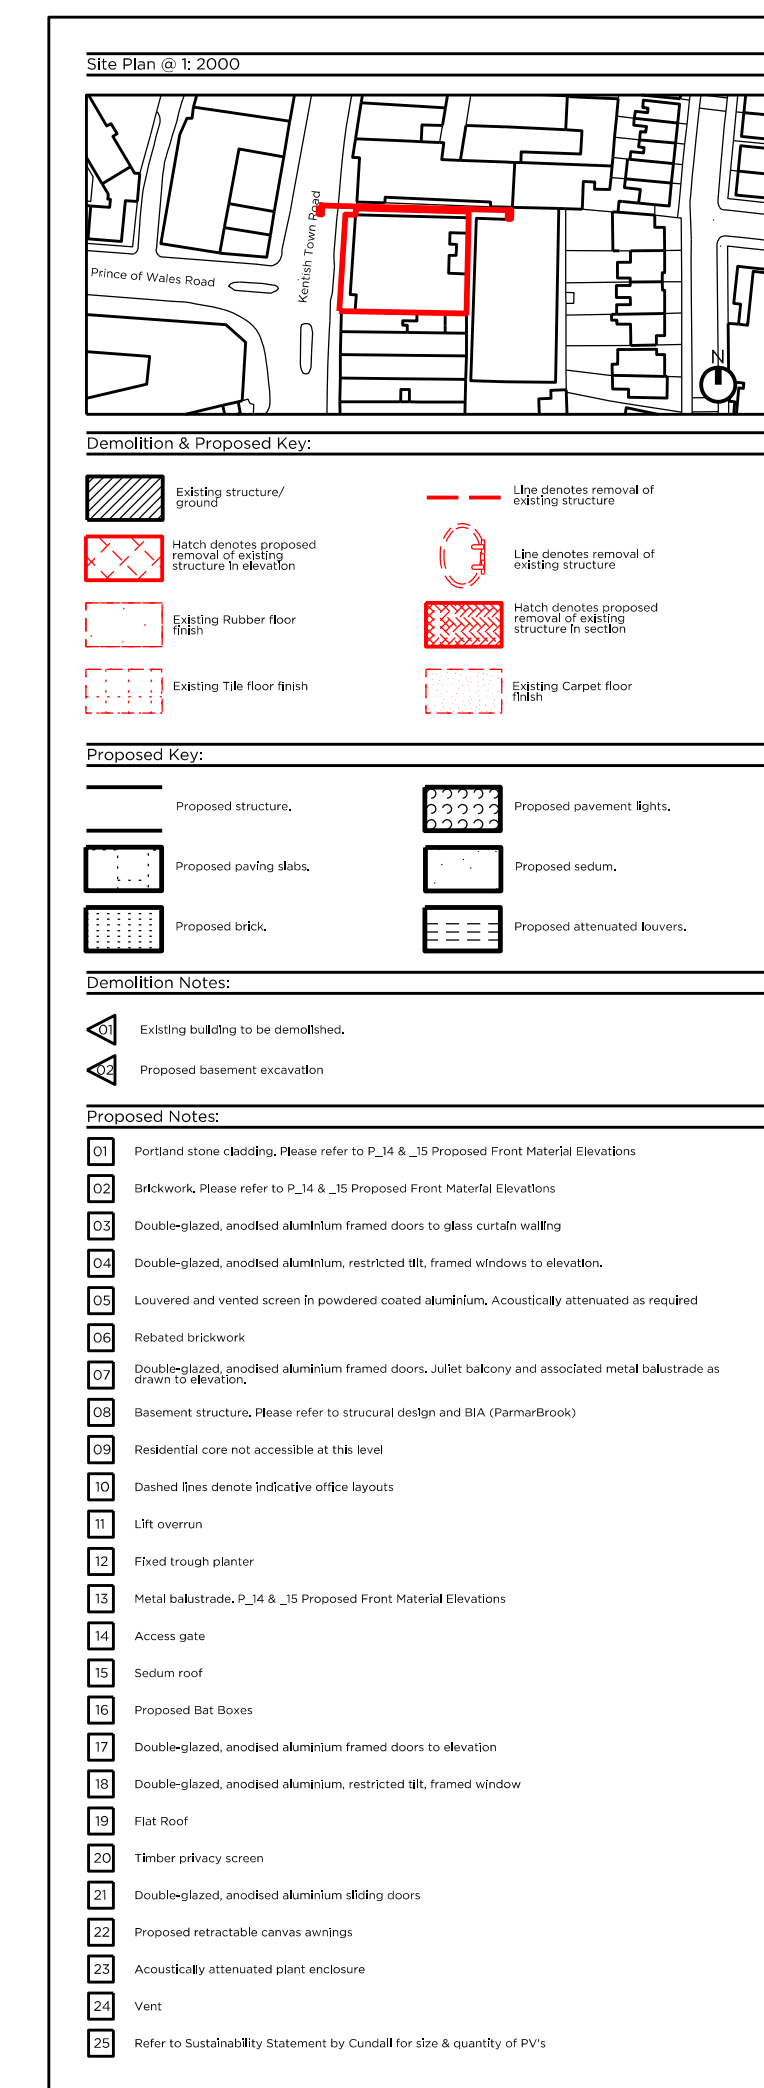 Site Plan @ 1: 2000
Kentish Town Road
Prince of Wales Road
N
Demolition & Proposed Key:
Existing structure/
ground
Line denotes removal of
existing structure
Hatch denotes proposed
removal of existing
structure in elevation
Line denotes removal of
existing structure
Existing Rubber floor
finish
Hatch denotes proposed
removal of existing
structure in section
Existing Tile floor finish
Existing Carpet floor
finish
Proposed Key:
Proposed structure.
Proposed pavement lights.
Proposed paving slabs.
Proposed sedum.
Proposed brick.
Proposed attenuated louvers.
Demolition Notes:
01 Existing building to be demolished.
02 Proposed basement excavation
Proposed Notes:
01 Portland stone cladding. Please refer to P_14 & _15 Proposed Front Material Elevations
02 Brickwork. Please refer to P_14 & _15 Proposed Front Material Elevations
03 Double-glazed, anodised aluminium framed doors to glass curtain walling
04 Double-glazed, anodised aluminium, restricted tilt, framed windows to elevation.
05 Louvered and vented screen in powdered coated aluminium. Acoustically attenuated as required
06 Rebated brickwork
07 Double-glazed, anodised aluminium framed doors. Juliet balcony and associated metal balustrade as
drawn to elevation.
08 Basement structure. Please refer to strucural design and BIA (ParmarBrook)
09 Residential core not accessible at this level
10 Dashed lines denote indicative office layouts
11 Lift overrun
12 Fixed trough planter
13 Metal balustrade. P_14 & _15 Proposed Front Material Elevations
14 Access gate
15 Sedum roof
16 Proposed Bat Boxes
17 Double-glazed, anodised aluminium framed doors to elevation
18 Double-glazed, anodised aluminium, restricted tilt, framed window
19 Flat Roof
20 Timber privacy screen
21 Double-glazed, anodised aluminium sliding doors
22 Proposed retractable canvas awnings
23 Acoustically attenuated plant enclosure
24 Vent
25 Refer to Sustainability Statement by Cundall for size & quantity of PV's